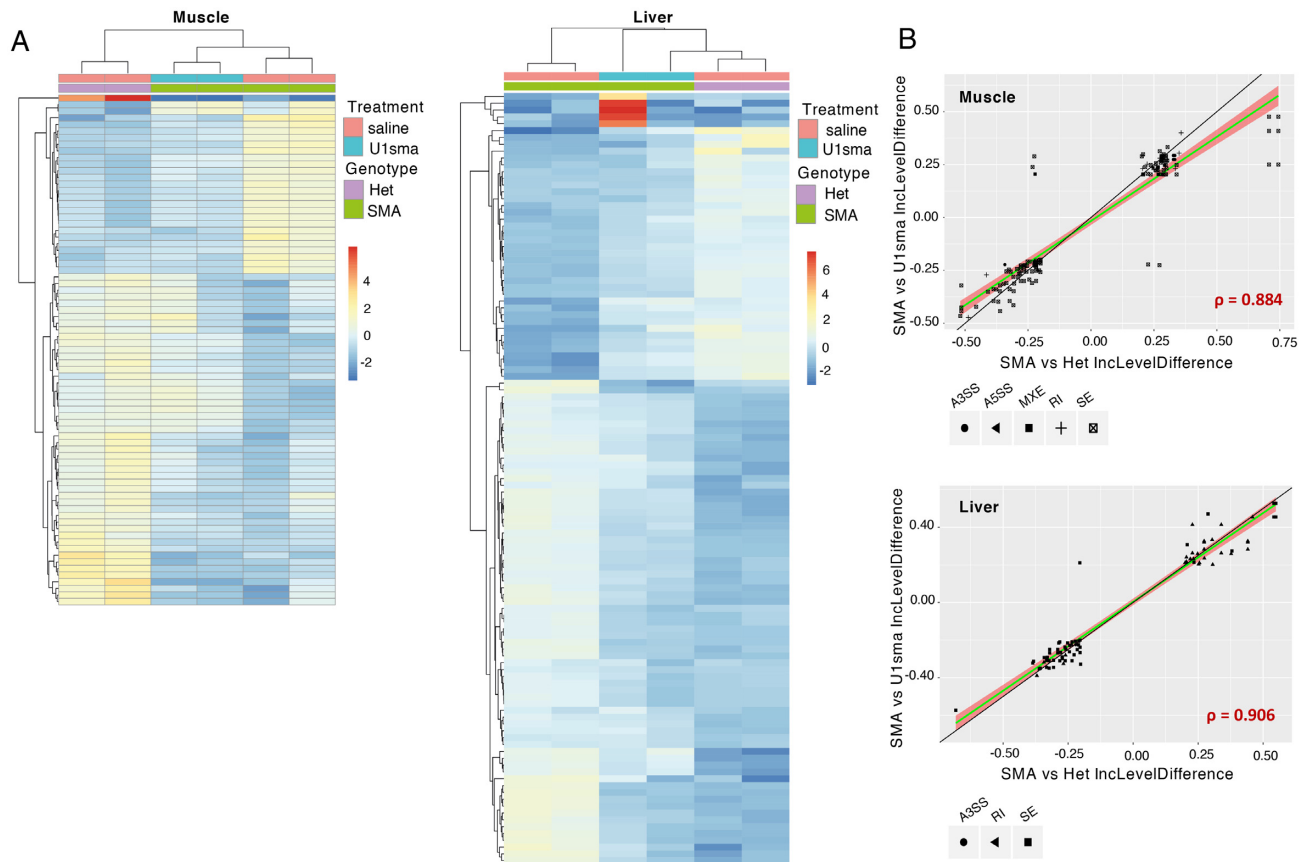 A
Muscle
Treatment
saline
U1sma
Genotype
Het
SMA
4
2
0
-2
Liver
Treatment
saline
U1sma
Genotype
Het
SMA
6
4
2
0
-2
B
Muscle
SMA vs U1sma IncLevelDifference
0.50
0.25
0.00
-0.25
-0.50
ρ = 0.884
-0.50 -0.25 0.00 0.25 0.50 0.75
SMA vs Het IncLevelDifference
A3SS A5SS MXE RI SE
Liver
SMA vs U1sma IncLevelDifference
0.40
0.00
-0.40
ρ = 0.906
-0.50 -0.25 0.00 0.25 0.50
SMA vs Het IncLevelDifference
A3SS RI SE